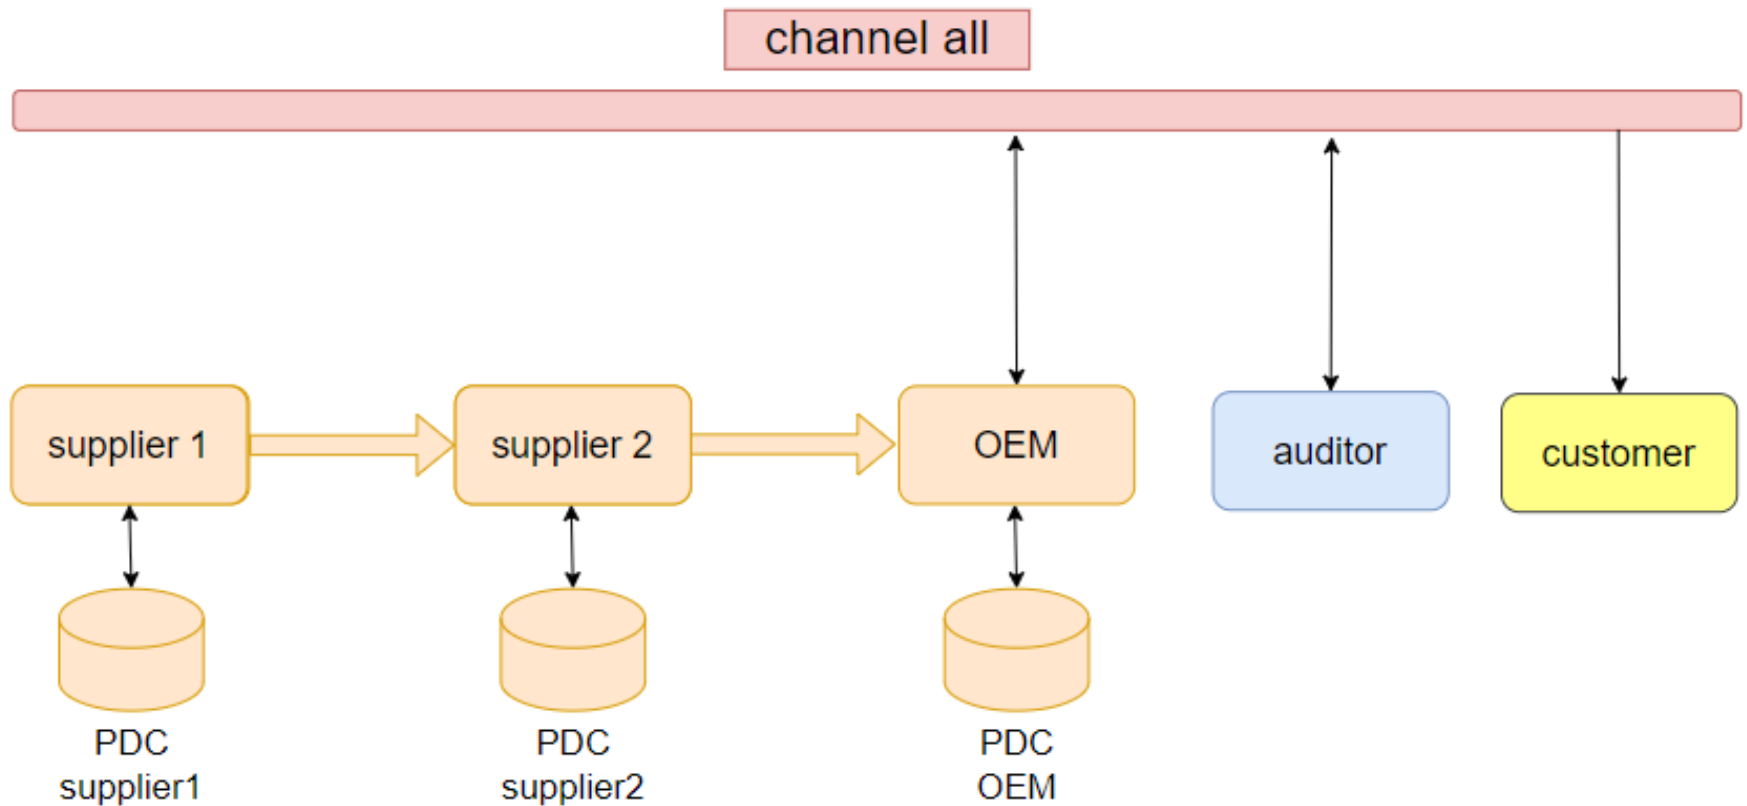 channel all
supplier 1
supplier 2
OEM
auditor
customer
PDC
supplier1
PDC
supplier2
PDC
OEM